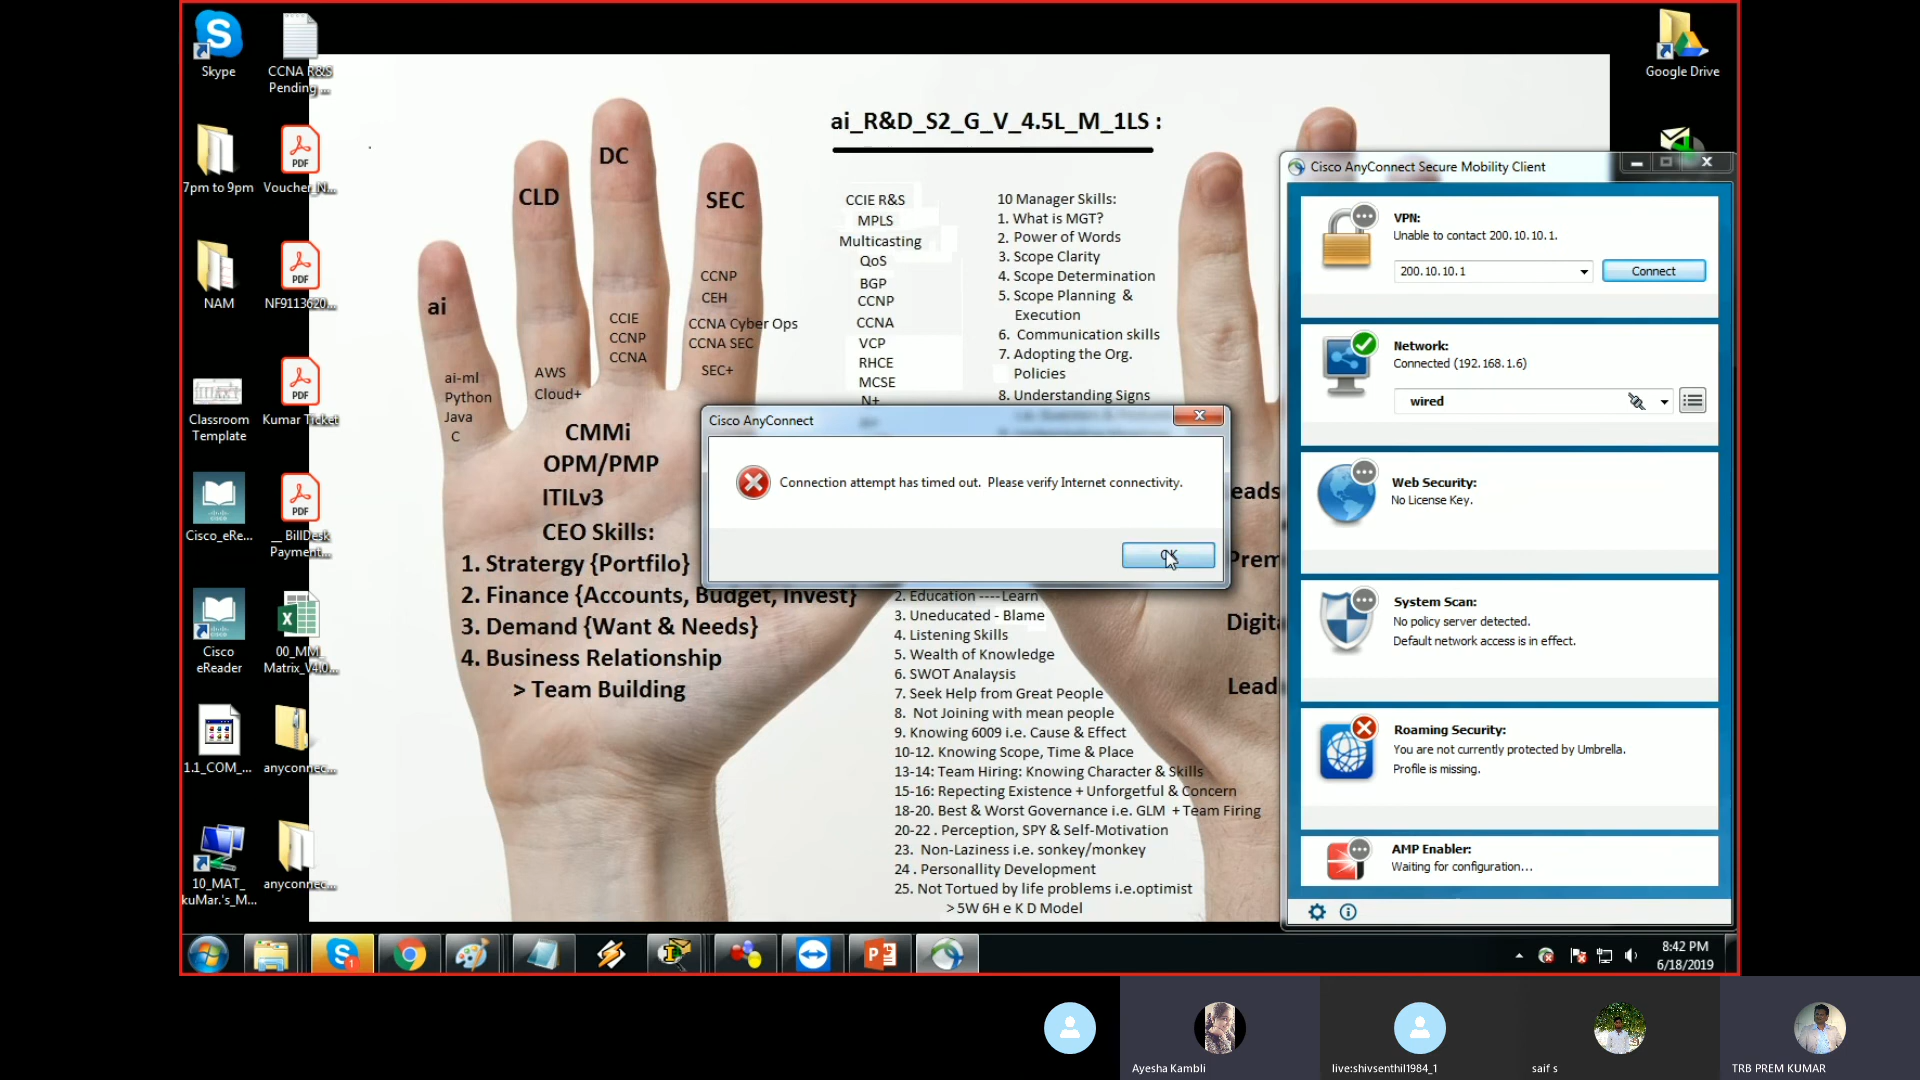 Skype
CCNA R&S
Pending ...
7pm to 9pm
Voucher_N...
NAM
NF9113620...
Classroom
Template
Kumar Ticket
Cisco_eRe...
__ BillDesk
Payment...
Cisco
eReader
00_MM_
Matrix_V4.0...
1.1_COM_...
anyconnec...
10_MAT_
kuMar.'s_M...
anyconnec...
Google Drive
ai_R&D_S2_G_V_4.5L_M_1LS :
ai
CLD
DC
SEC
ai-ml
Python
Java
C
AWS
Cloud+
CCIE
CCNP
CCNA
CCNP
CEH
CCNA Cyber Ops
CCNA SEC
SEC+
CMMi
OPM/PMP
ITILv3
CEO Skills:
1. Stratergy {Portfilo}
2. Finance {Accounts, Budget, Invest}
3. Demand {Want & Needs}
4. Business Relationship
> Team Building
CCIE R&S
MPLS
Multicasting
QoS
BGP
CCNP
CCNA
VCP
RHCE
MCSE
N+
10 Manager Skills:
1. What is MGT?
2. Power of Words
3. Scope Clarity
4. Scope Determination
5. Scope Planning &
Execution
6. Communication skills
7. Adopting the Org.
Policies
8. Understanding Signs
2. Education ----Learn
3. Uneducated - Blame
4. Listening Skills
5. Wealth of Knowledge
6. SWOT Analaysis
7. Seek Help from Great People
8. Not Joining with mean people
9. Knowing 6009 i.e. Cause & Effect
10-12. Knowing Scope, Time & Place
13-14: Team Hiring: Knowing Character & Skills
15-16: Repecting Existence + Unforgetful & Concern
18-20. Best & Worst Governance i.e. GLM + Team Firing
20-22 . Perception, SPY & Self-Motivation
23. Non-Laziness i.e. sonkey/monkey
24 . Personallity Development
25. Not Tortued by life problems i.e.optimist
> 5W 6H e K D Model
eads
Prem
Digita
Lead
Cisco AnyConnect
Connection attempt has timed out. Please verify Internet connectivity.
OK
Cisco AnyConnect Secure Mobility Client
VPN:
Unable to contact 200.10.10.1.
200.10.10.1
Connect
Network:
Connected (192.168.1.6)
wired
Web Security:
No License Key.
System Scan:
No policy server detected.
Default network access is in effect.
Roaming Security:
You are not currently protected by Umbrella.
Profile is missing.
AMP Enabler:
Waiting for configuration...
8:42 PM
6/18/2019
Ayesha Kambli
live:shivsenthil1984_1
saif s
TRB PREM KUMAR